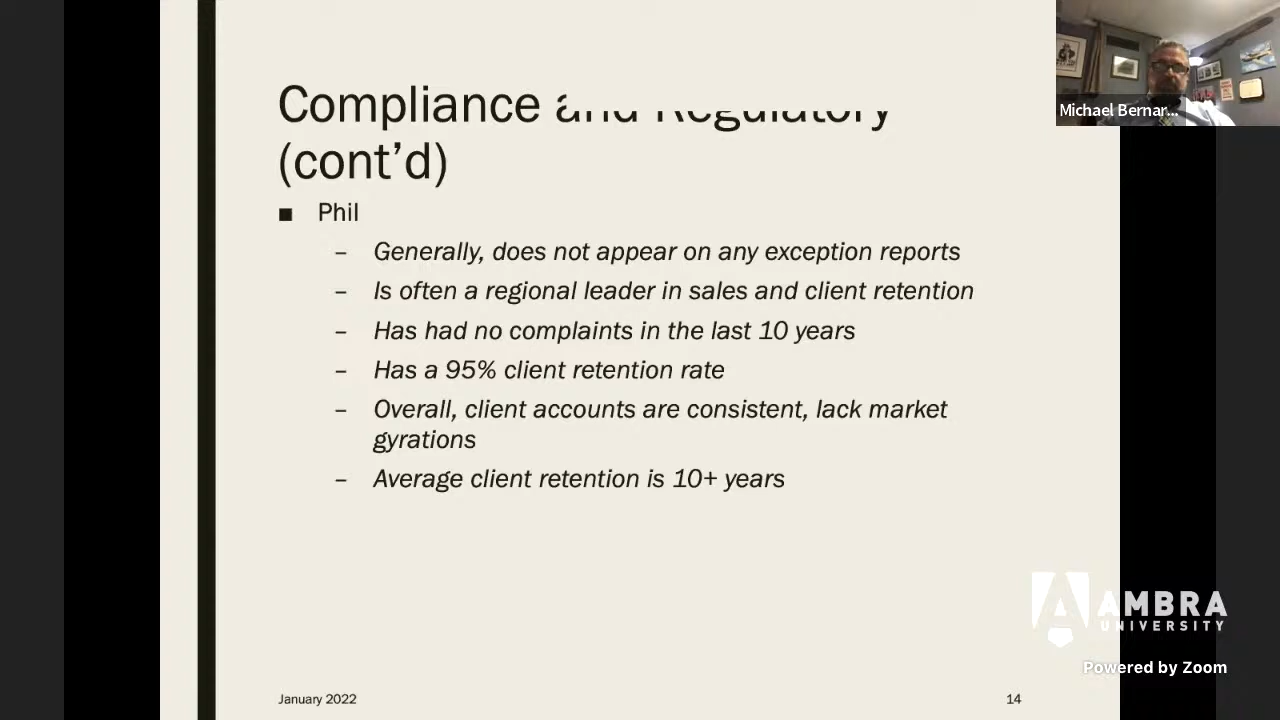 Compliance and Regulatory
(cont’d)
■ Phil
– Generally, does not appear on any exception reports
– Is often a regional leader in sales and client retention
– Has had no complaints in the last 10 years
– Has a 95% client retention rate
– Overall, client accounts are consistent, lack market
gyrations
– Average client retention is 10+ years
January 2022
14
Michael Bernar...
AMBRA
UNIVERSITY
Powered by Zoom